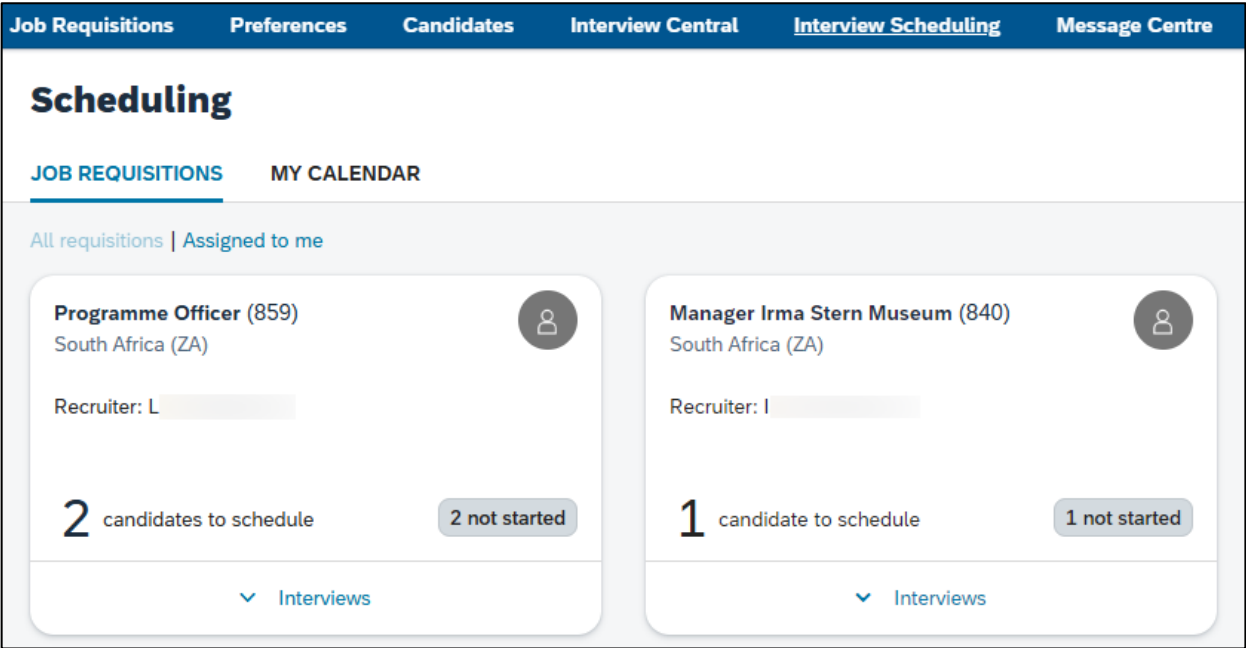 Job Requisitions Preferences Candidates Interview Central Interview Scheduling Message Centre
Scheduling
JOB REQUISITIONS MY CALENDAR
All requisitions | Assigned to me
Programme Officer (859)
South Africa (ZA)
Recruiter: L
2 candidates to schedule 2 not started
Interviews
Manager Irma Stern Museum (840)
South Africa (ZA)
Recruiter: I
1 candidate to schedule 1 not started
Interviews